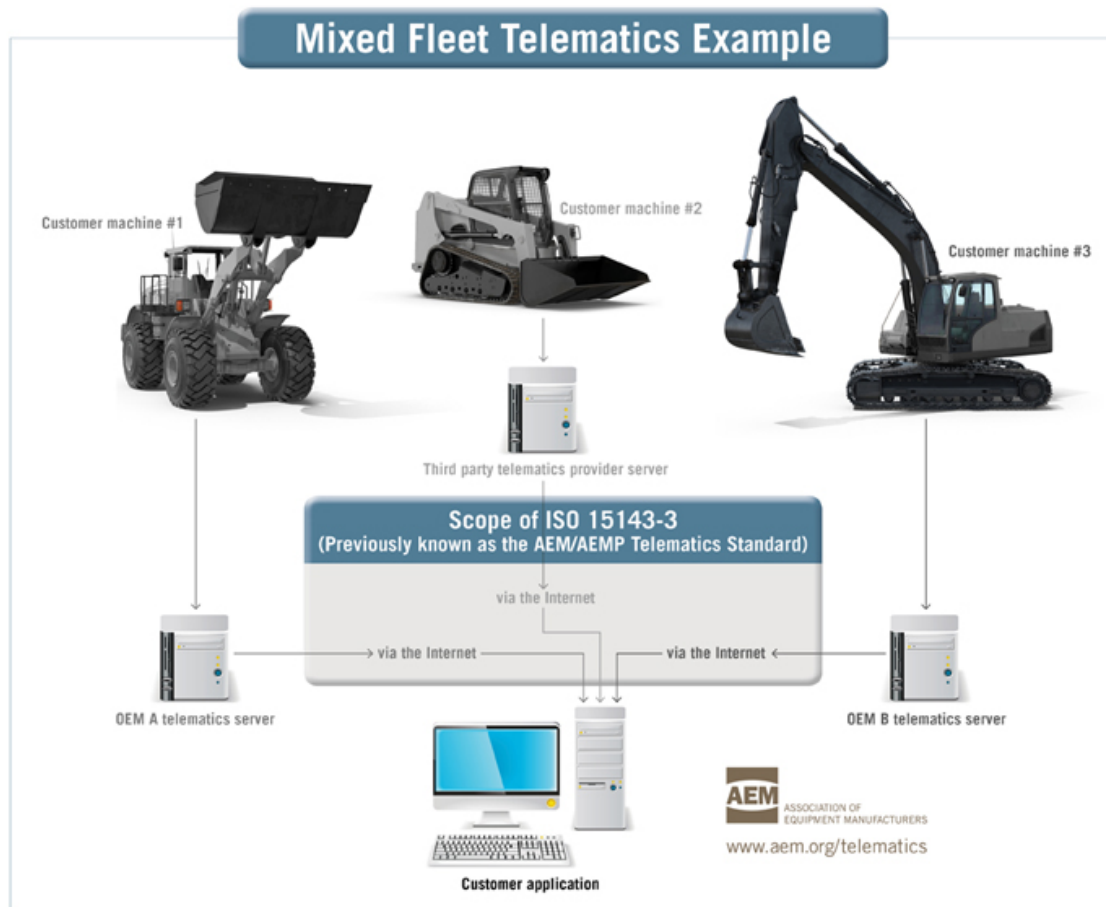 Mixed Fleet Telematics Example
Customer machine #1
Customer machine #2
Customer machine #3
Third party telematics provider server
Scope of ISO 15143-3
(Previously known as the AEM/AEMP Telematics Standard)
via the Internet
via the Internet
via the Internet
OEM A telematics server
OEM B telematics server
AEM
ASSOCIATION OF
EQUIPMENT MANUFACTURERS
www.aem.org/telematics
Customer application